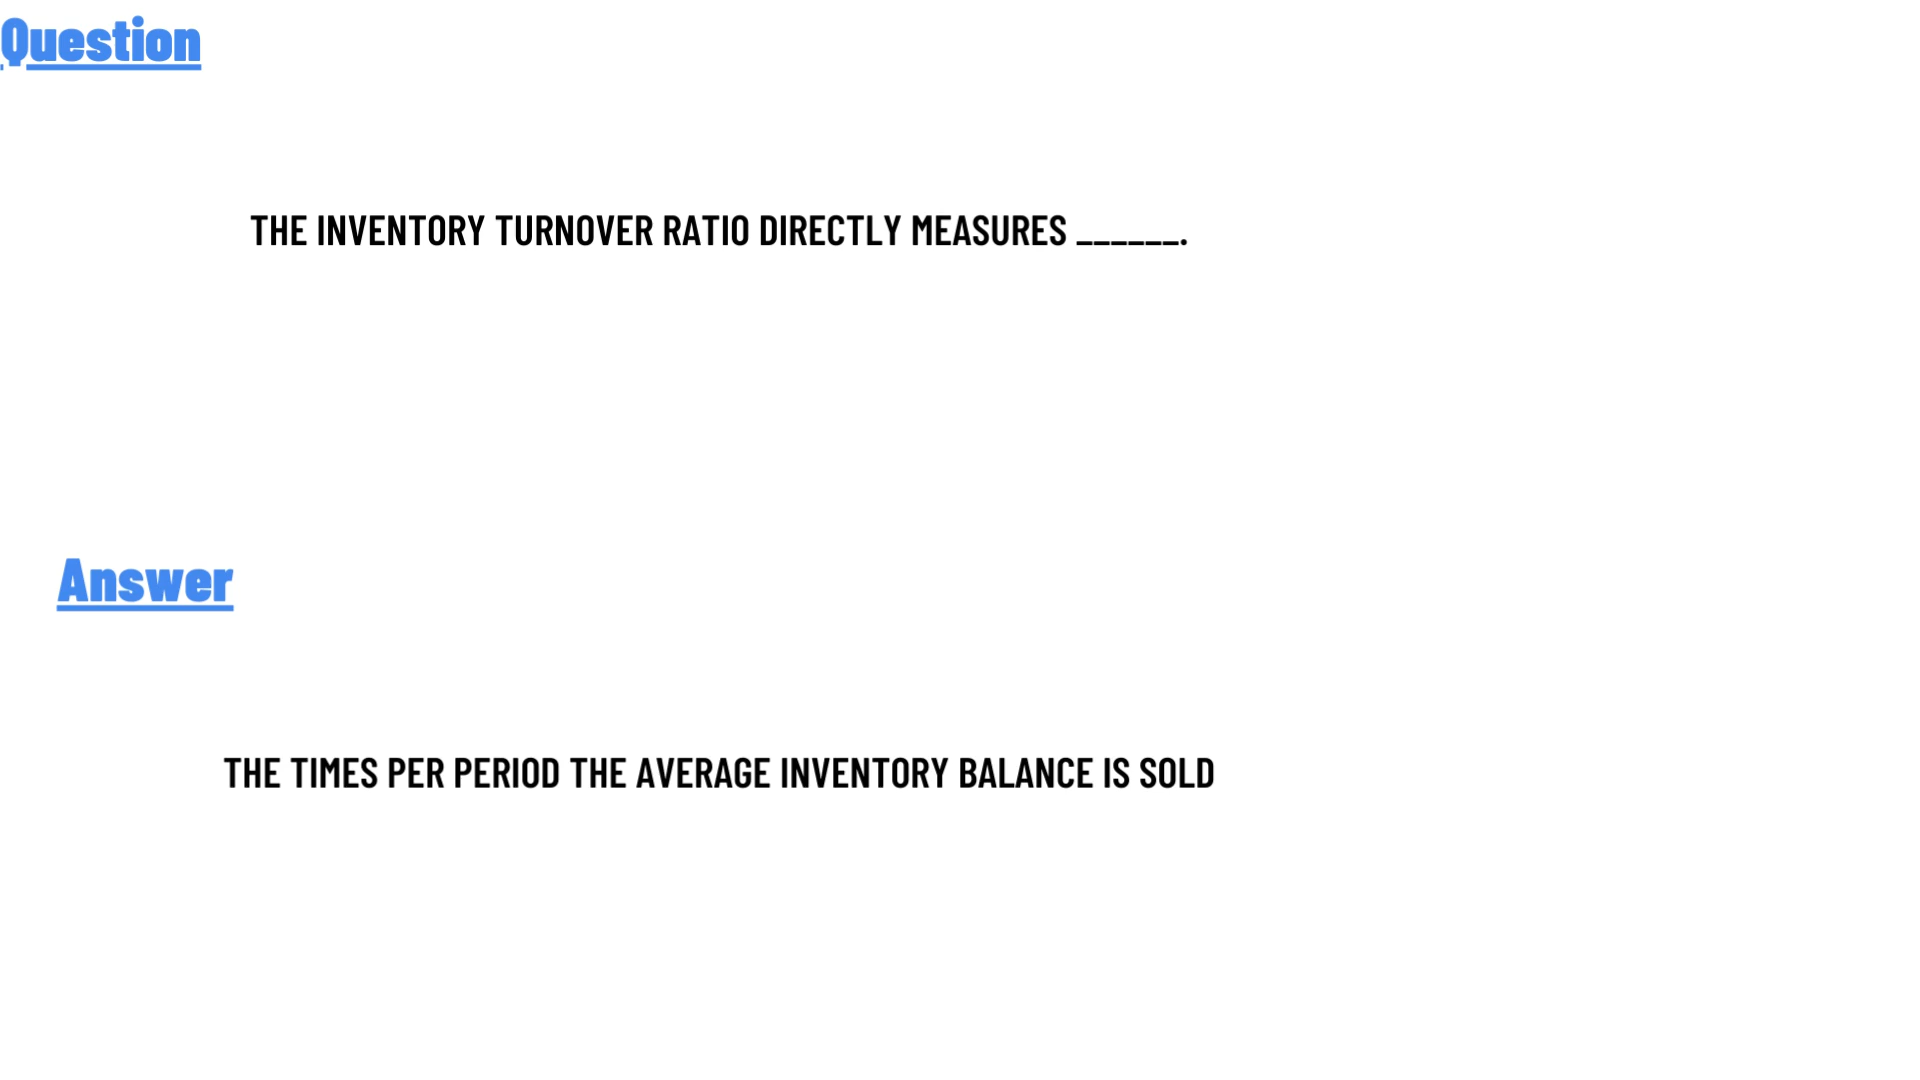 Question
THE INVENTORY TURNOVER RATIO DIRECTLY MEASURES ______.
Answer
THE TIMES PER PERIOD THE AVERAGE INVENTORY BALANCE IS SOLD